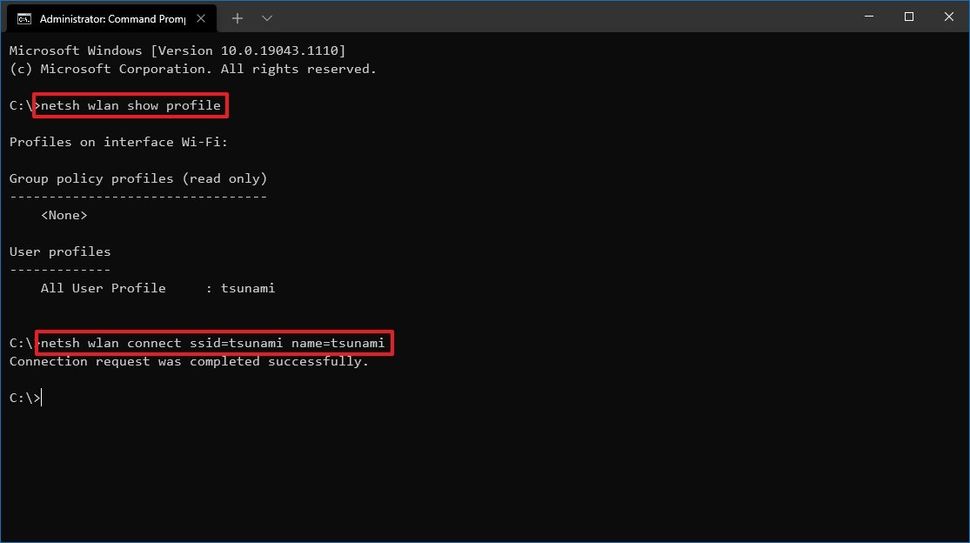 Administrator: Command Promp
Microsoft Windows [Version 10.0.19043.1110]
(c) Microsoft Corporation. All rights reserved.
C:\>netsh wlan show profile
Profiles on interface Wi-Fi:
Group policy profiles (read only)
---------------------------------
<None>
User profiles
-------------
All User Profile     : tsunami
C:\>netsh wlan connect ssid=tsunami name=tsunami
Connection request was completed successfully.
C:\>